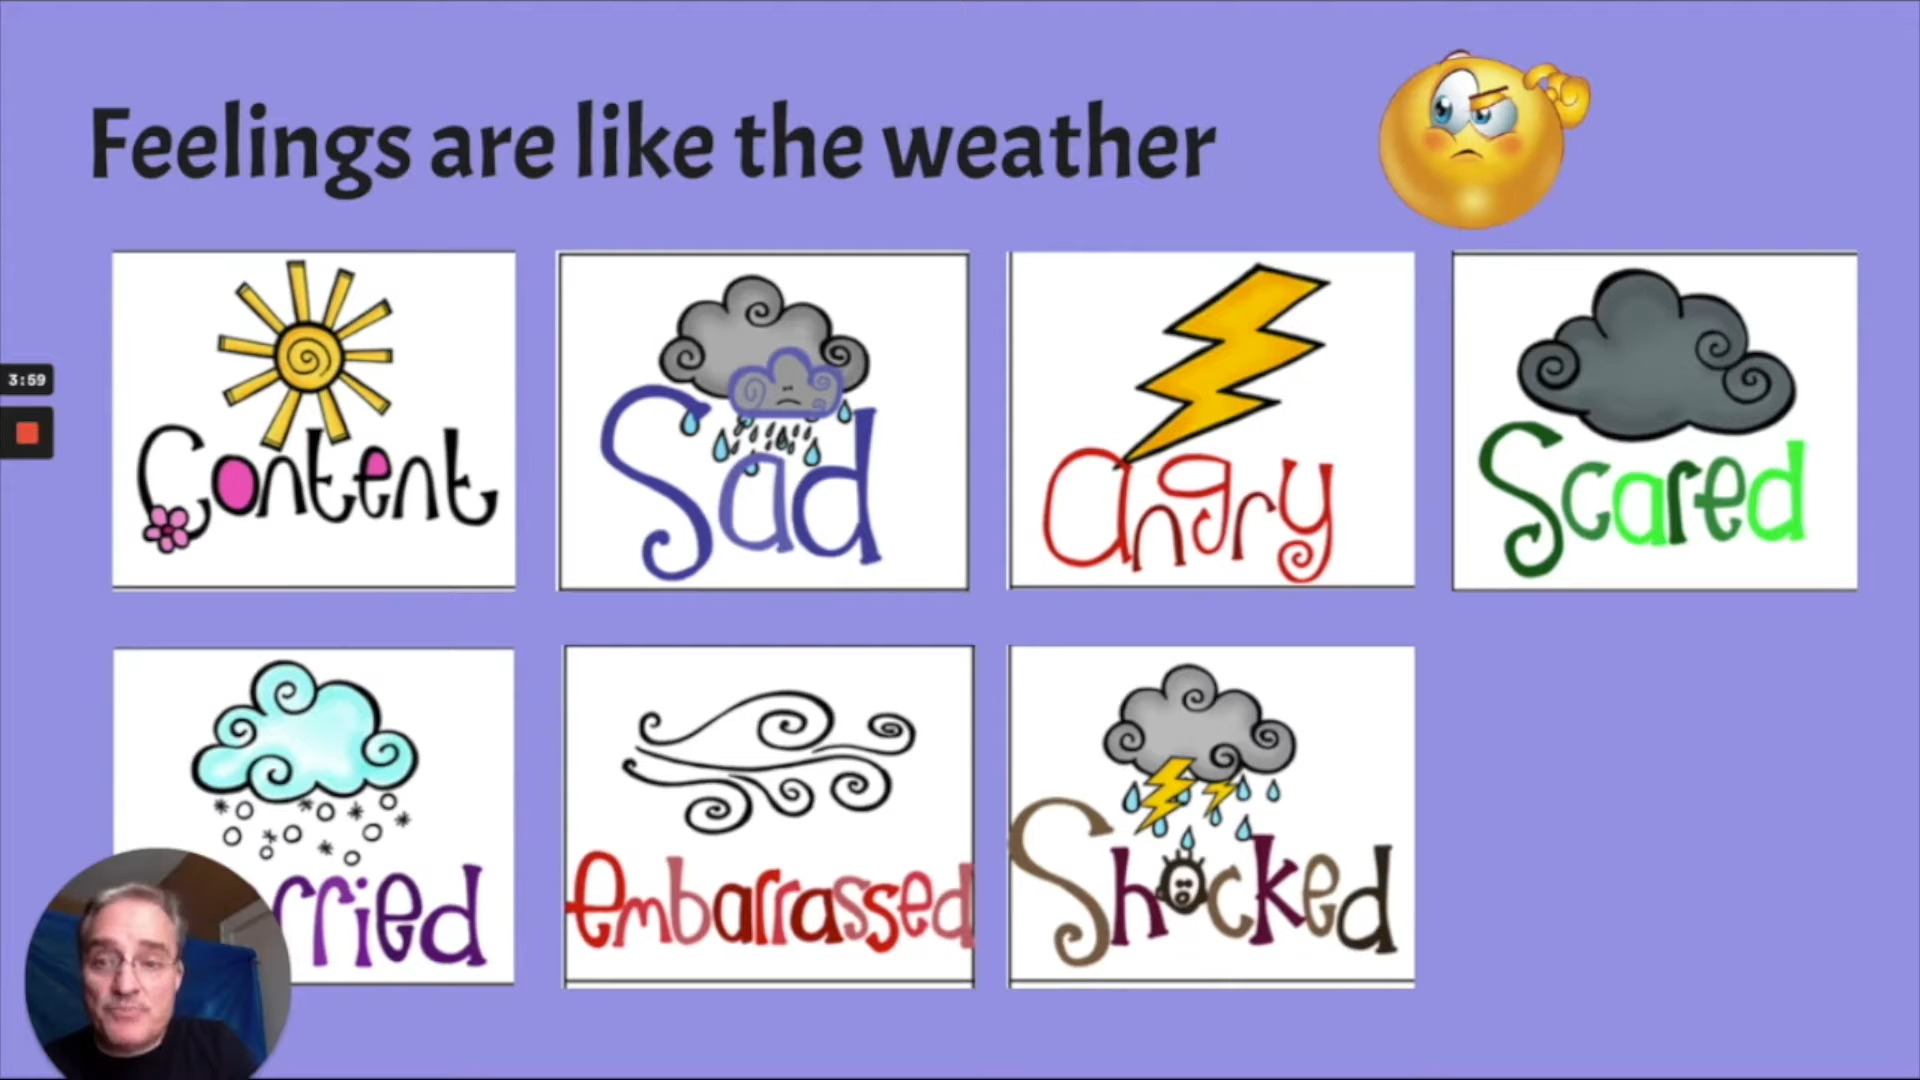 Feelings are like the weather
Content
Sad
angry
Scared
3:59
rried
embarrassed
Shocked